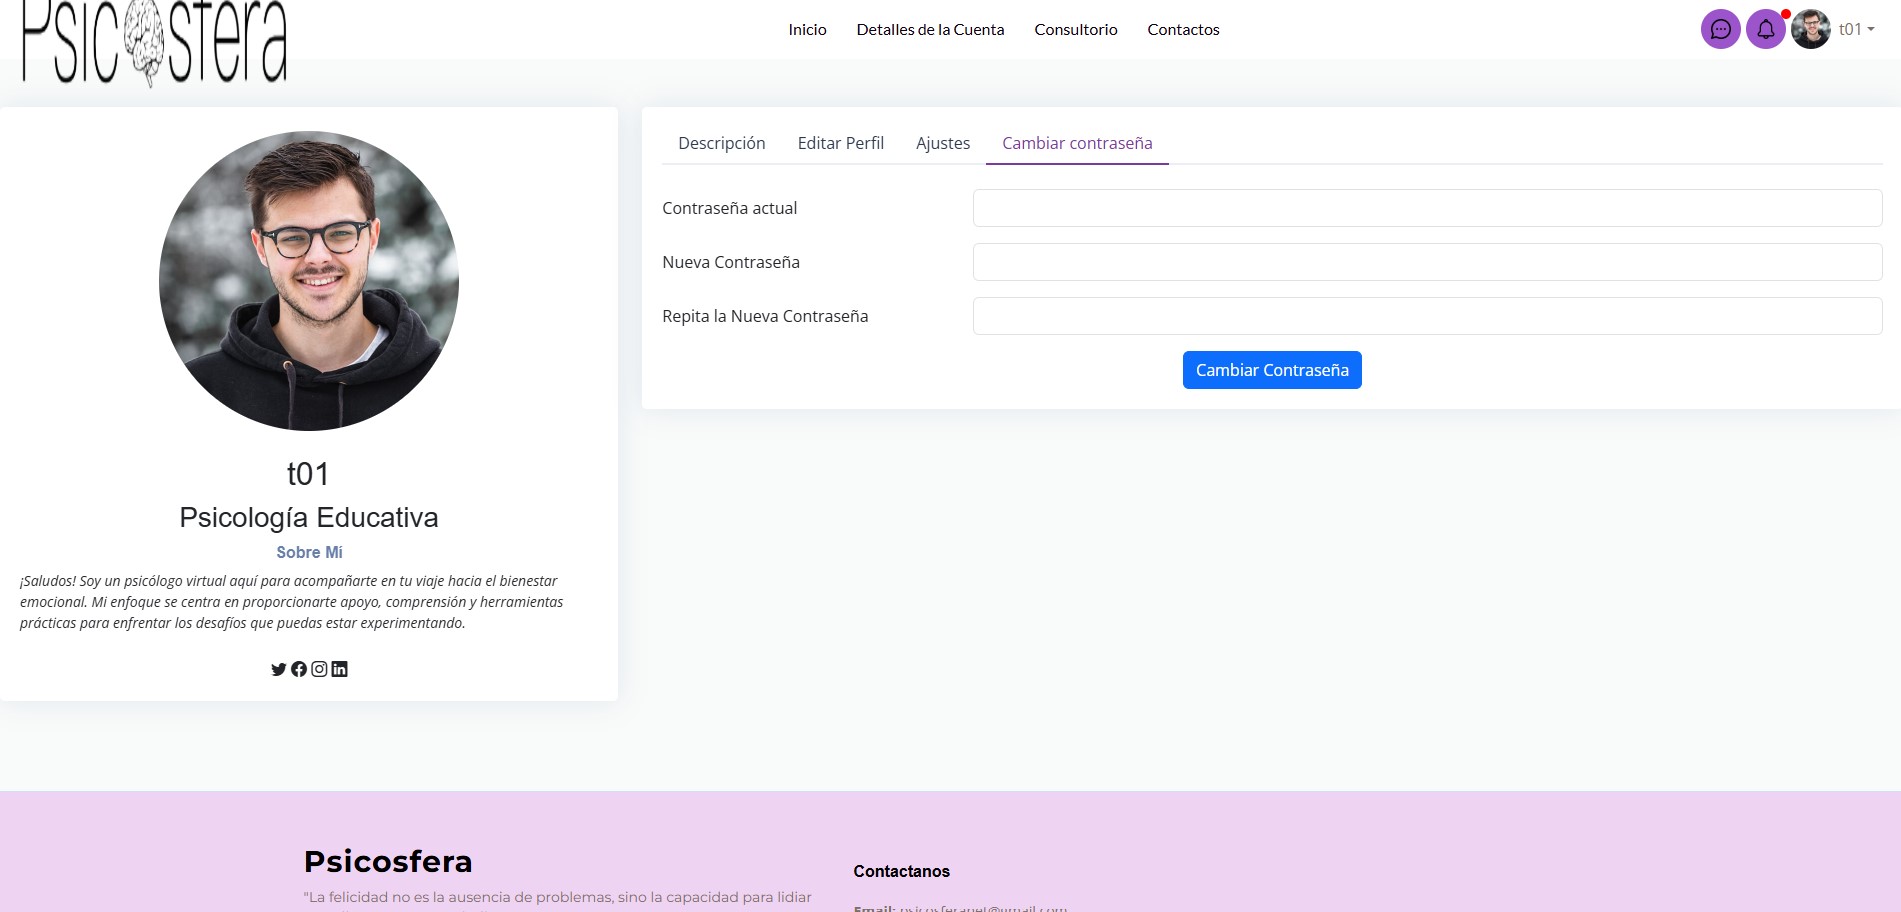 Psicosfera
Inicio Detalles de la Cuenta Consultorio Contactos t01
Descripción Editar Perfil Ajustes Cambiar contraseña
Contraseña actual
Nueva Contraseña
Repita la Nueva Contraseña
Cambiar Contraseña
t01
Psicología Educativa
Sobre Mí
¡Saludos! Soy un psicólogo virtual aquí para acompañarte en tu viaje hacia el bienestar
emocional. Mi enfoque se centra en proporcionarte apoyo, comprensión y herramientas
prácticas para enfrentar los desafíos que puedas estar experimentando.
Psicosfera
"La felicidad no es la ausencia de problemas, sino la capacidad para lidiar
Contactanos
Email: psicosferanet@gmail.com